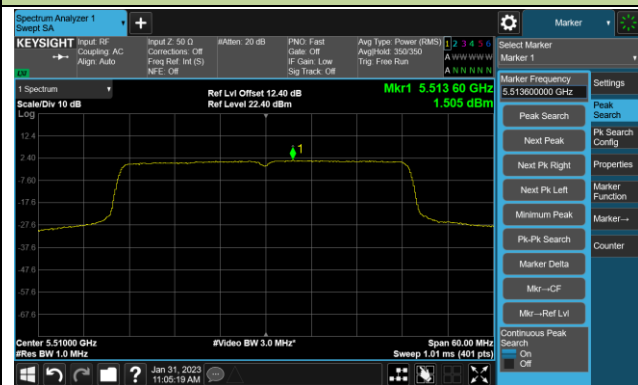 Spectrum Analyzer 1
Swept SA
+
Marker
KEYSIGHT
Input: RF
Coupling: AC
Align: Auto
Input Z: 50 Ω
Corrections: Off
Freq Ref: Int (S)
NFE: Off
#Atten: 20 dB
PNO: Fast
Gate: Off
IF Gain: Low
Sig Track: Off
Avg Type: Power (RMS)
Avg|Hold: 350/350
Trig: Free Run
1 2 3 4 5 6
A W W W W W
A N N N N N
Select Marker
Marker 1
1 Spectrum
Scale/Div 10 dB
Log
Ref Lvl Offset 12.40 dB
Ref Level 22.40 dBm
Mkr1 5.513 60 GHz
1.505 dBm
12.4
2.40
-7.60
-17.6
-27.6
-37.6
-47.6
-57.6
-67.6
1
Center 5.51000 GHz
#Res BW 1.0 MHz
#Video BW 3.0 MHz*
Span 60.00 MHz
Sweep 1.01 ms (401 pts)
Marker Frequency
5.513600000 GHz
Peak Search
Next Peak
Next Pk Right
Next Pk Left
Minimum Peak
Pk-Pk Search
Marker Delta
Mkr→CF
Mkr→Ref Lvl
Continuous Peak
Search
On
Off
Settings
Peak
Search
Pk Search
Config
Properties
Marker
Function
Marker→
Counter
?
Jan 31, 2023
11:05:19 AM